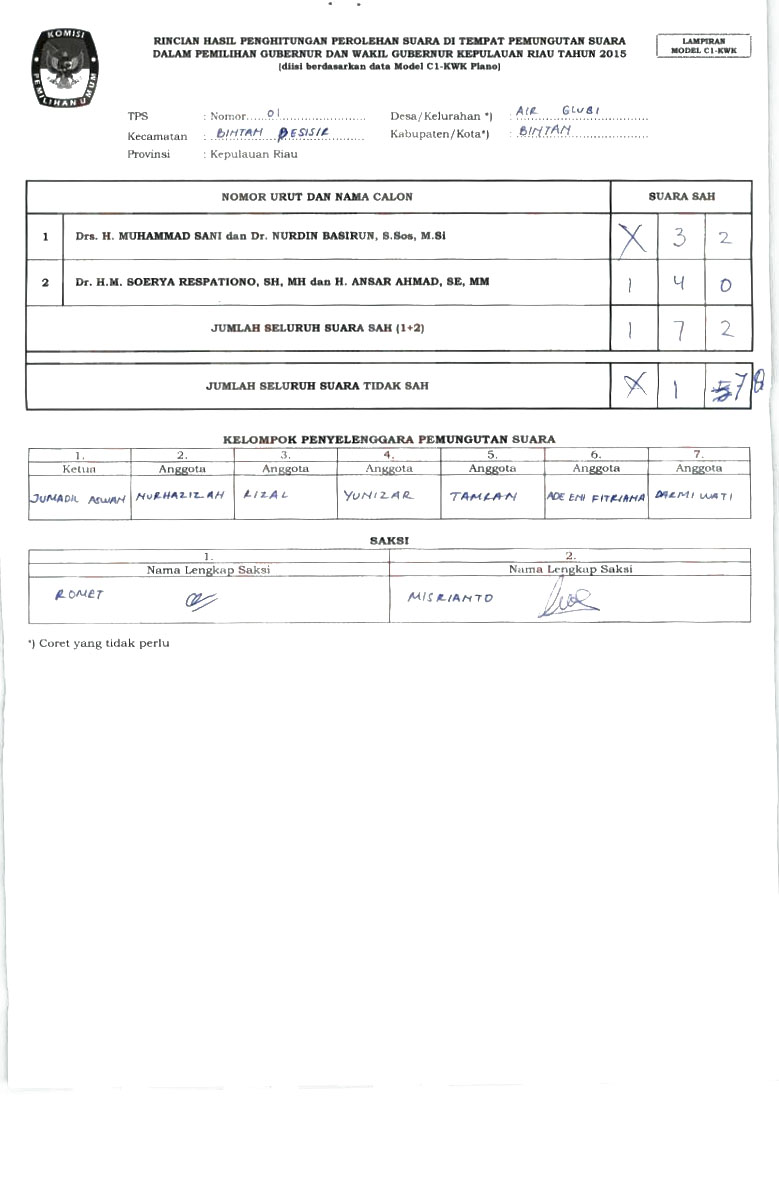 KOMISI
PEMILIHAN UMUM
RINCIAN HASIL PENGHITUNGAN PEROLEHAN SUARA DI TEMPAT PEMUNGUTAN SUARA
DALAM PEMILIHAN GUBERNUR DAN WAKIL GUBERNUR KEPULAUAN RIAU TAHUN 2015
(diisi berdasarkan data Model C1-KWK Plano)
LAMPIRAN
MODEL C1-KWK
TPS : Nomor 01 Desa/Kelurahan *) : AIR GLUBI
Kecamatan : BINTAN PESISIR Kabupaten/Kota*) : BINTAN
Provinsi : Kepulauan Riau
NOMOR URUT DAN NAMA CALON SUARA SAH
1 Drs. H. MUHAMMAD SANI dan Dr. NURDIN BASIRUN, S.Sos, M.Si X 3 2
2 Dr. H.M. SOERYA RESPATIONO, SH, MH dan H. ANSAR AHMAD, SE, MM 1 4 0
JUMLAH SELURUH SUARA SAH (1+2) 1 7 2
JUMLAH SELURUH SUARA TIDAK SAH X 1
KELOMPOK PENYELENGGARA PEMUNGUTAN SUARA
1. 2. 3. 4. 5. 6. 7.
Ketua Anggota Anggota Anggota Anggota Anggota Anggota
JUMADIL ASWAN NURHAZIZAH RIZAL YUNIZAR TAMRAN ADE ENI FITRIANA DARMI WATI
SAKSI
1. 2.
Nama Lengkap Saksi Nama Lengkap Saksi
ROMET MISRIANTO
*) Coret yang tidak perlu